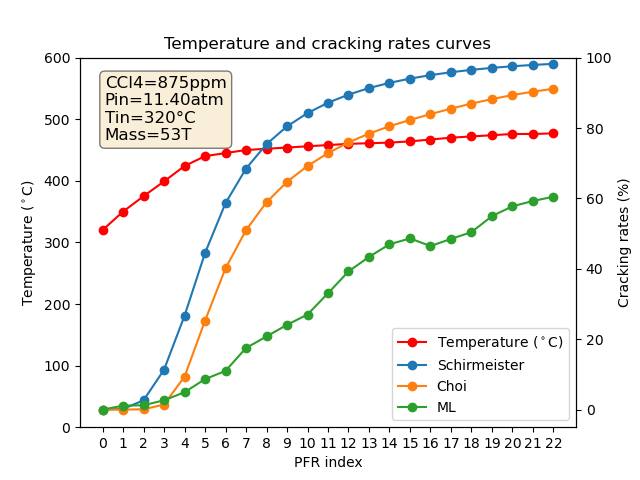 Temperature and cracking rates curves
CCl4=875ppm
Pin=11.40atm
Tin=320°C
Mass=53T
600
500
400
300
200
100
0
Temperature (°C)
100
80
60
40
20
0
Cracking rates (%)
Temperature (°C)
Schirmeister
Choi
ML
0 1 2 3 4 5 6 7 8 9 10 11 12 13 14 15 16 17 18 19 20 21 22
PFR index